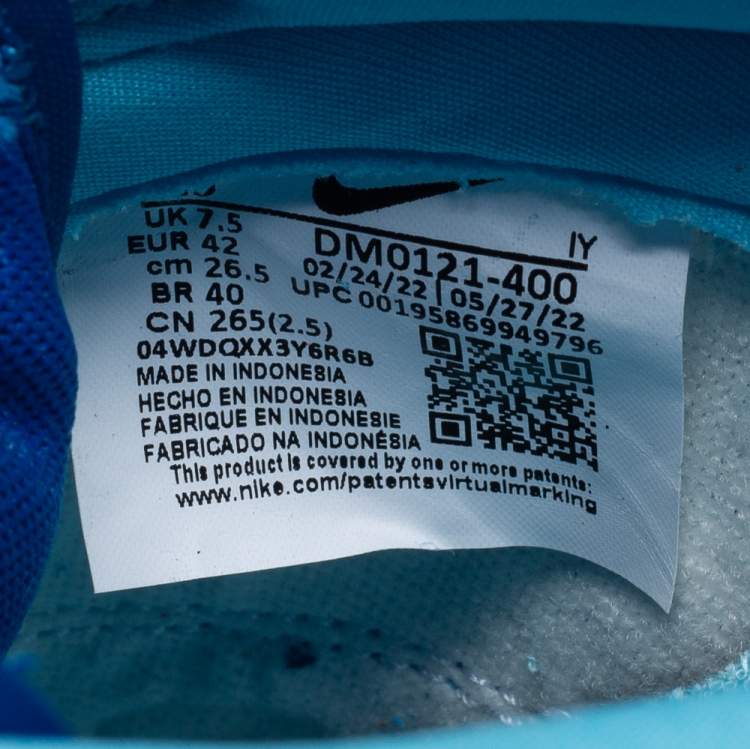 UK 7.5
EUR 42
cm 26.5
BR 40
CN 265(2.5)
IY
DM0121-400
02/24/22 | 05/27/22
UPC 00195869949796
04WDQXX3Y6R6B
MADE IN INDONESIA
HECHO EN INDONESIA
FABRIQUE EN INDONESIE
FABRICADO NA INDONÉSIA
This product is covered by one or more patents:
www.nike.com/patentsvirtualmarking